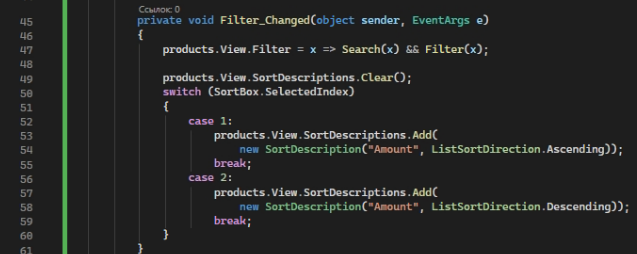 Ссылок: 0
45 private void Filter_Changed(object sender, EventArgs e)
46 {
47 products.View.Filter = x => Search(x) && Filter(x);
48
49 products.View.SortDescriptions.Clear();
50 switch (SortBox.SelectedIndex)
51 {
52 case 1:
53 products.View.SortDescriptions.Add(
54 new SortDescription("Amount", ListSortDirection.Ascending));
55 break;
56 case 2:
57 products.View.SortDescriptions.Add(
58 new SortDescription("Amount", ListSortDirection.Descending));
59 break;
60 }
61 }